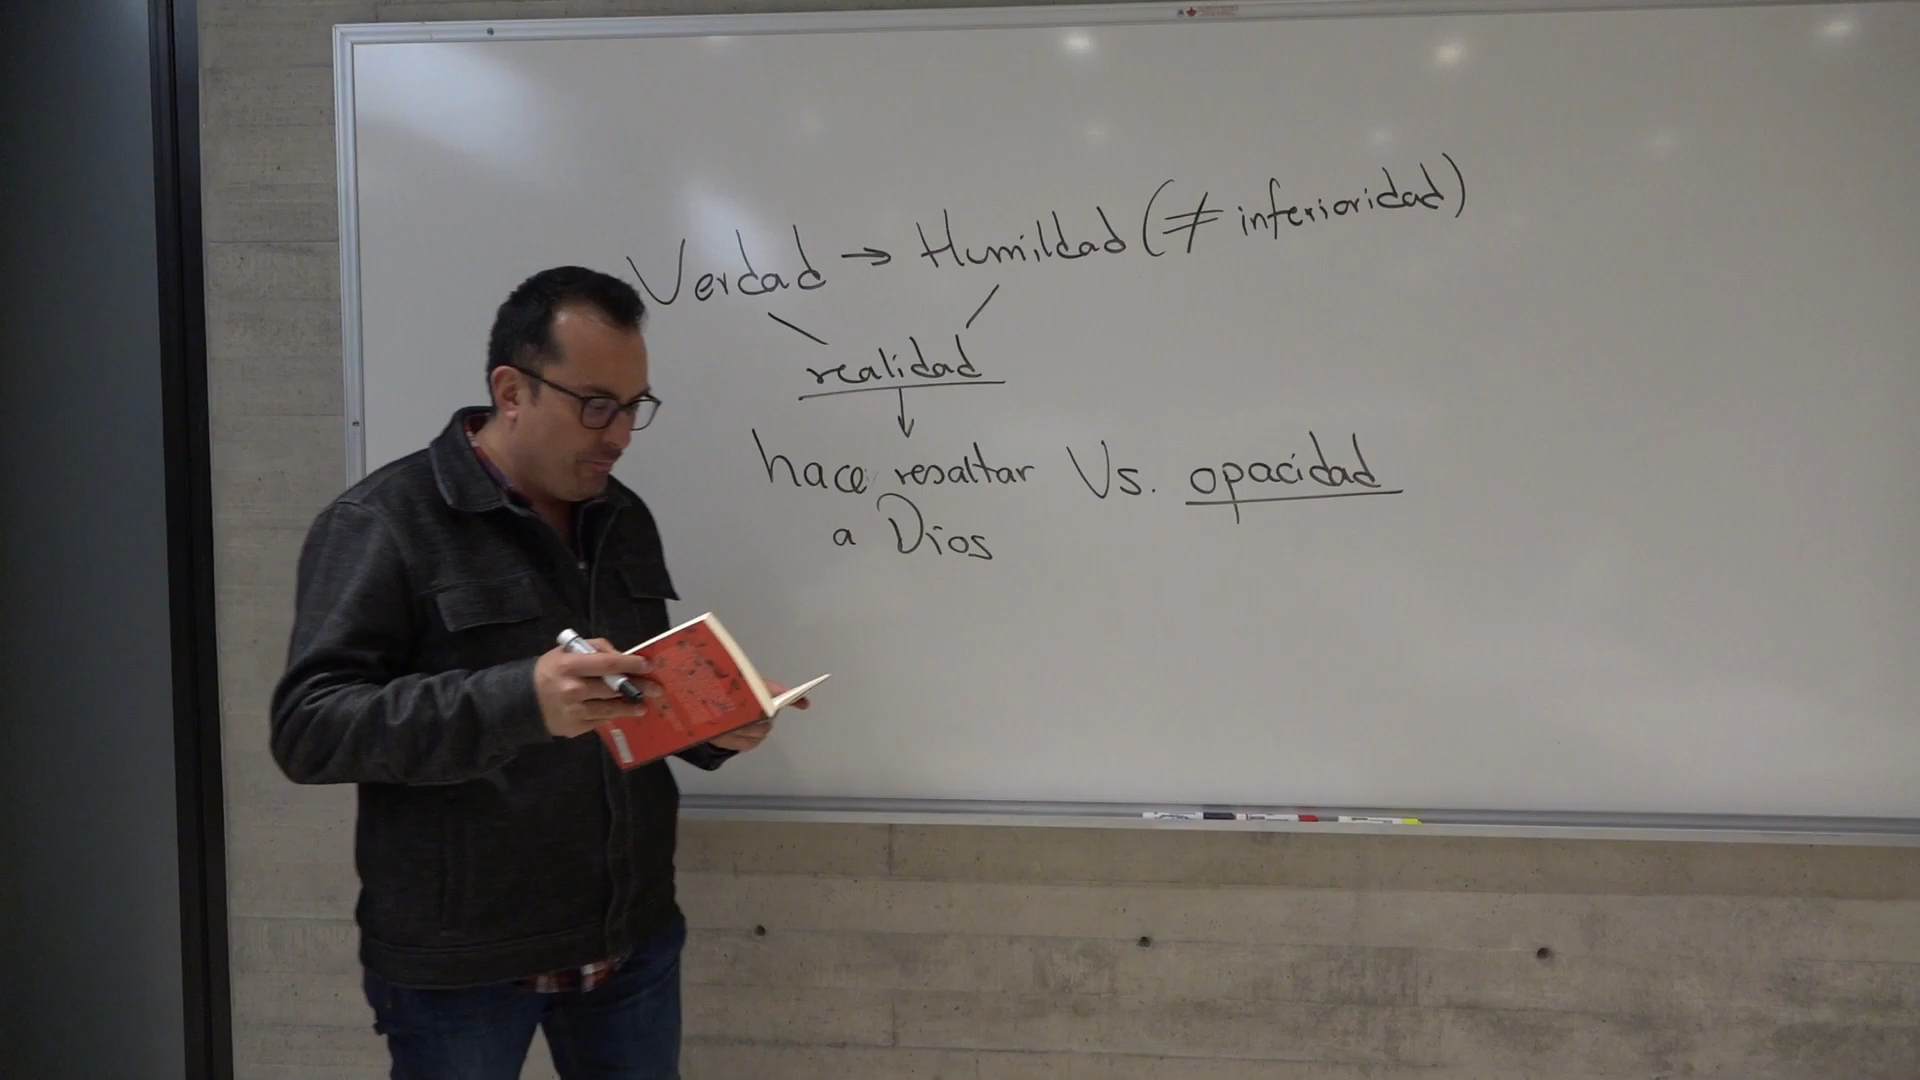 Verdad → Humildad (≠ inferioridad)
realidad
hace resaltar Vs. opacidad
a Dios